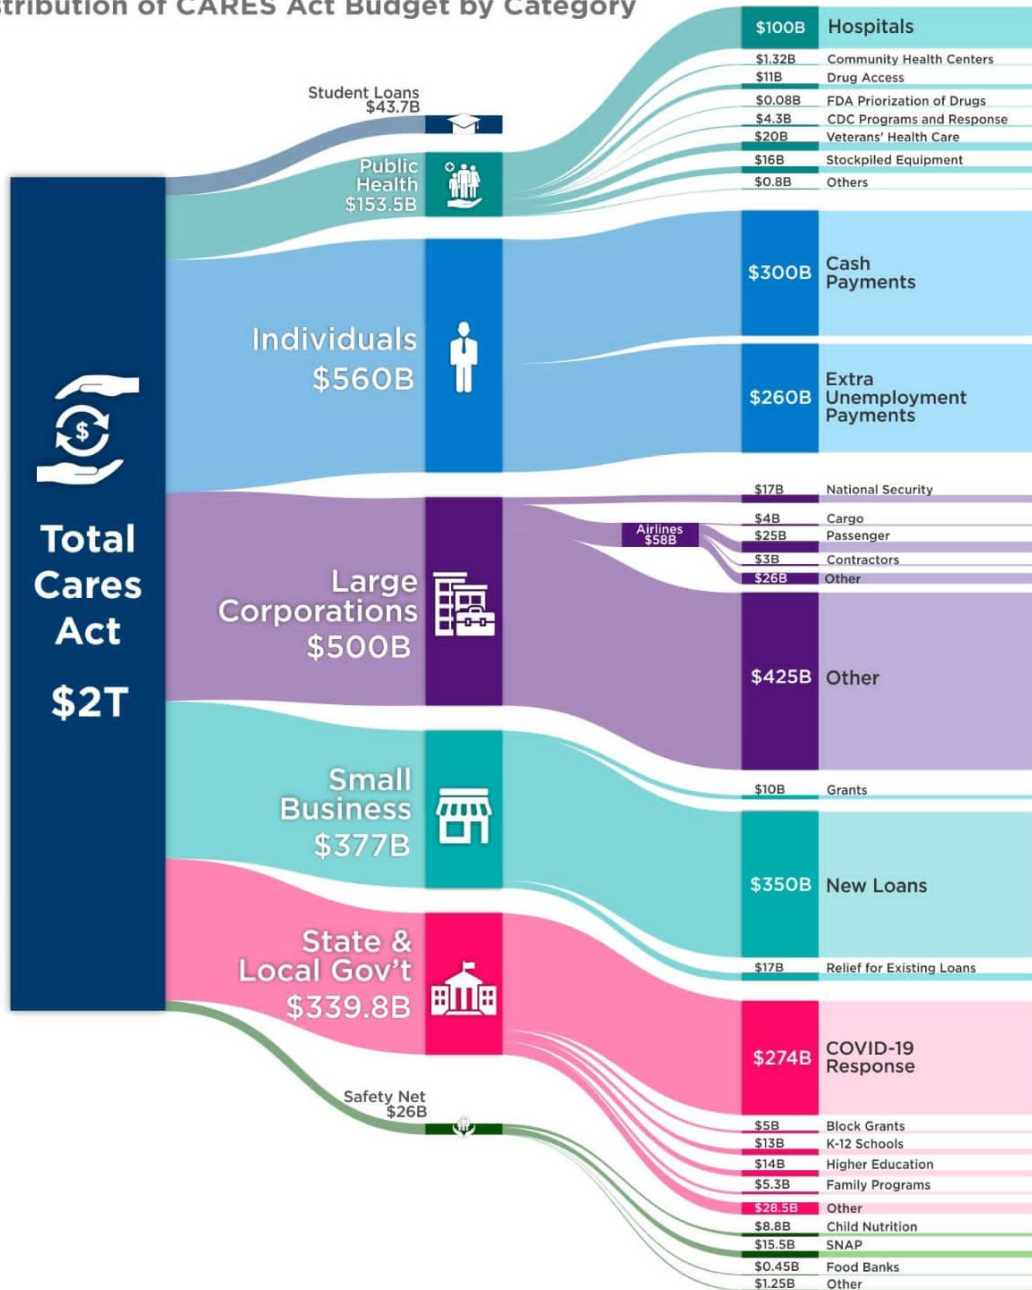 stribution of CARES Act Budget by Category
Total
Cares
Act
$2T
$
Student Loans
$43.7B
Public
Health
$153.5B
Individuals
$560B
Large
Corporations
$500B
Small
Business
$377B
State &
Local Gov't
$339.8B
Safety Net
$26B
Airlines
$58B
$100B Hospitals
$1.32B Community Health Centers
$11B Drug Access
$0.08B FDA Priorization of Drugs
$4.3B CDC Programs and Response
$20B Veterans' Health Care
$16B Stockpiled Equipment
$0.8B Others
$300B Cash
Payments
$260B Extra
Unemployment
Payments
$17B National Security
$4B Cargo
$25B Passenger
$3B Contractors
$26B Other
$425B Other
$10B Grants
$350B New Loans
$17B Relief for Existing Loans
$274B COVID-19
Response
$5B Block Grants
$13B K-12 Schools
$14B Higher Education
$5.3B Family Programs
$28.5B Other
$8.8B Child Nutrition
$15.5B SNAP
$0.45B Food Banks
$1.25B Other